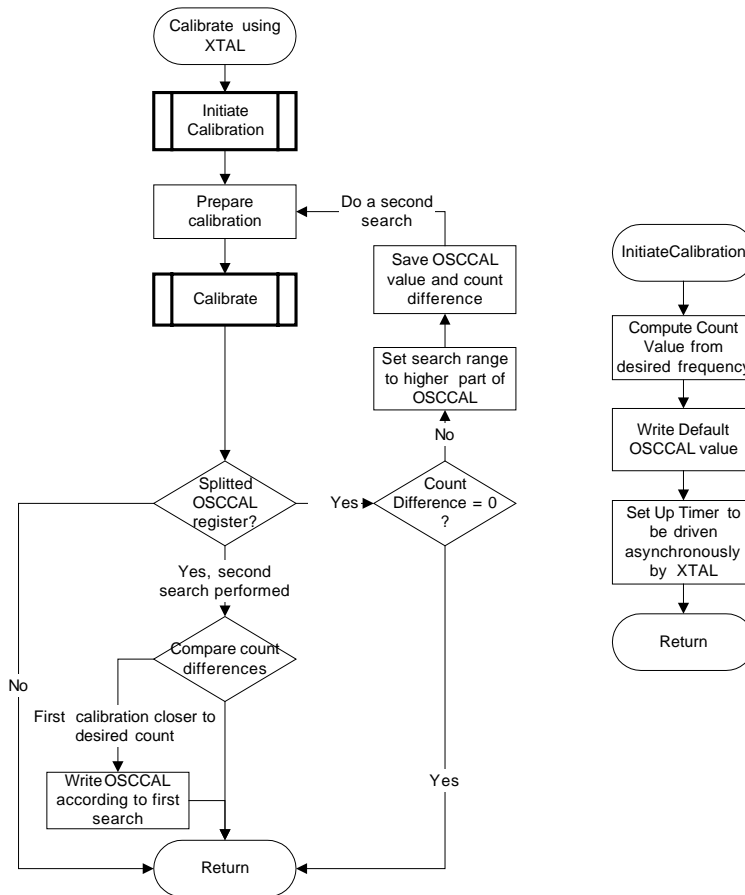 Calibrate using
XTAL
Initiate
Calibration
Prepare
calibration
Do a second
search
Calibrate
Save OSCCAL
value and count
difference
Set search range
to higher part of
OSCCAL
No
Splitted
OSCCAL
register?
Yes
Count
Difference = 0
?
Yes, second
search performed
Compare count
differences
No
First calibration closer to
desired count
Write OSCCAL
according to first
search
Yes
Return
InitiateCalibration
Compute Count
Value from
desired frequency
Write Default
OSCCAL value
Set Up Timer to
be driven
asynchronously
by XTAL
Return